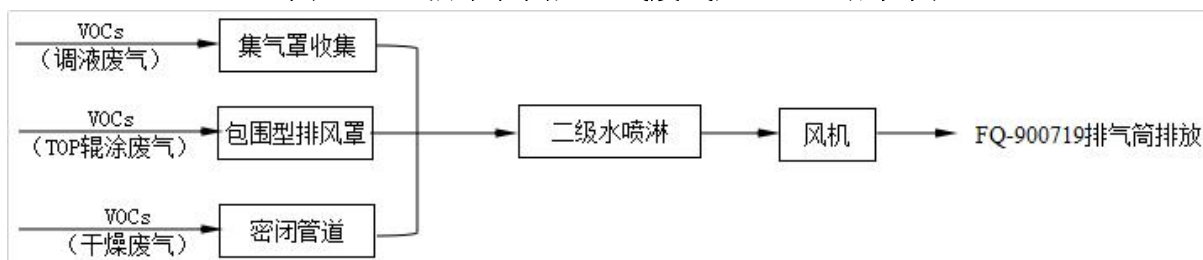 VOCs
(调液废气)
集气罩收集
VOCs
(TOP辊涂废气)
包围型排风罩
二级水喷淋
风机
FQ-900719排气筒排放
VOCs
(干燥废气)
密闭管道